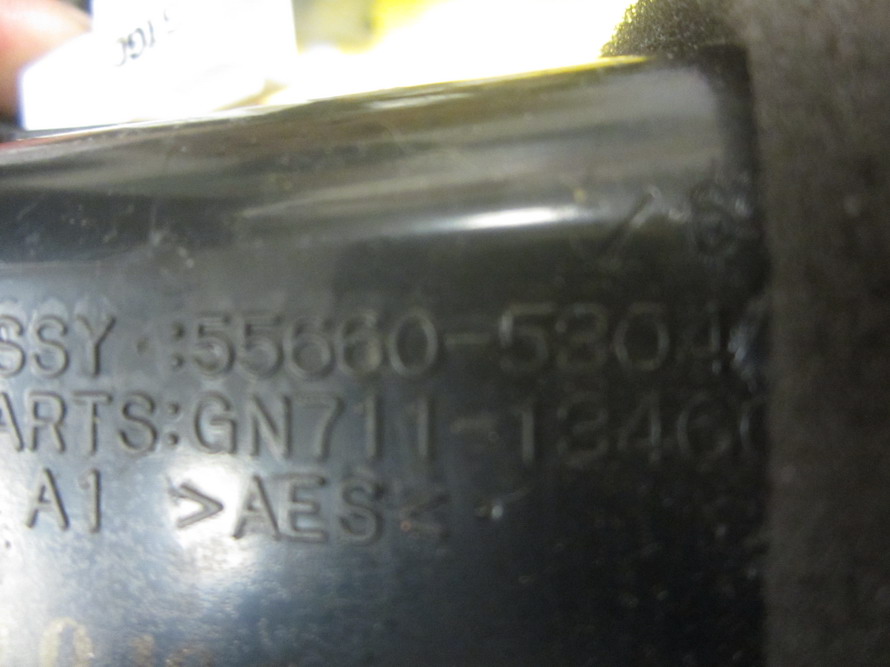 SSY :55660-5304
ARTS:GN711-1346
A1 >AES<